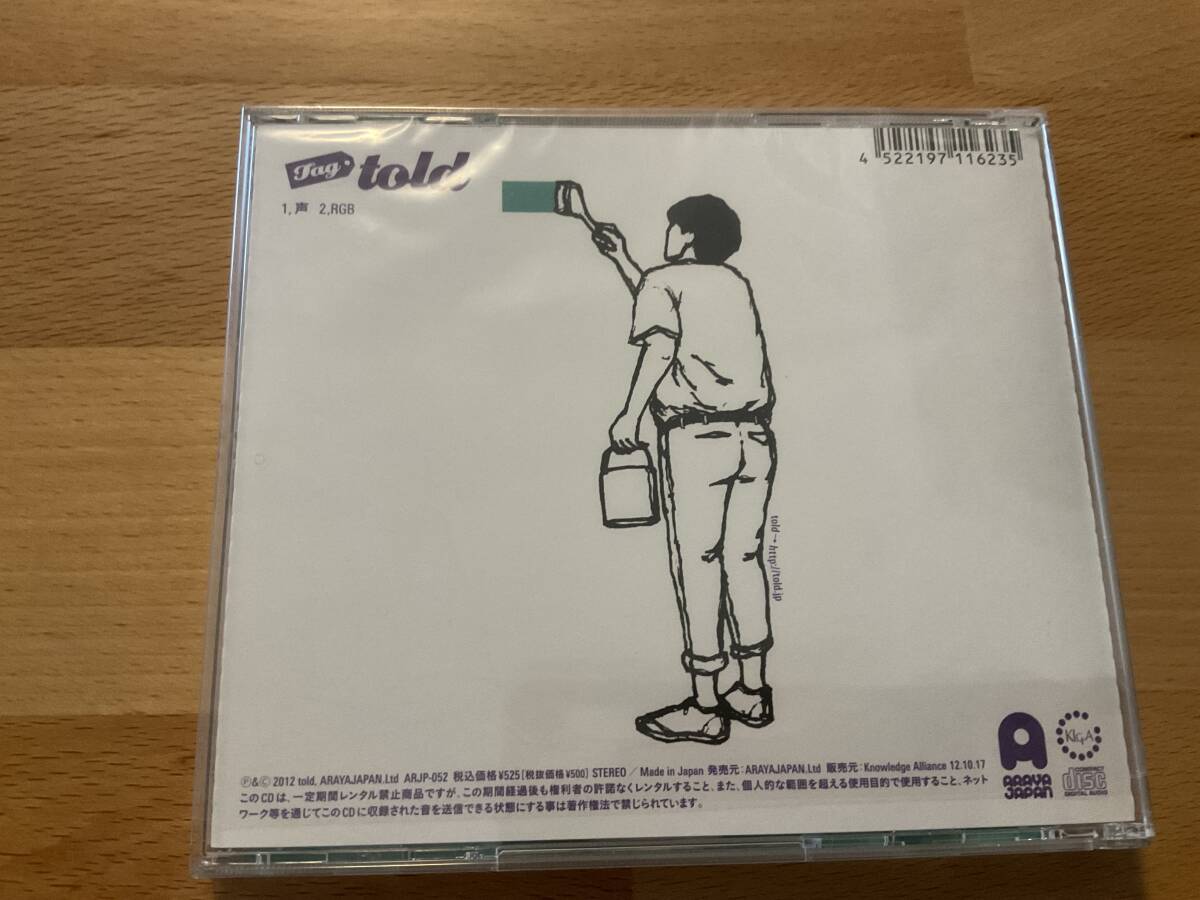 Tag told
1, 声 2, RGB
4 522197 116235
told→http://told.jp
Ⓟ&Ⓒ 2012 told. ARAYAJAPAN.Ltd ARJP-052 税込価格¥525[税抜価格¥500] STEREO / Made in Japan 発売元:ARAYAJAPAN.Ltd 販売元:Knowledge Alliance 12.10.17
このCDは、一定期間レンタル禁止商品ですが、この期間経過後も権利者の許諾なくレンタルすること、また、個人的な範囲を超える使用目的で使用すること、ネット
ワーク等を通じてこのCDに収録された音を送信できる状態にする事は著作権法で禁じられています。
A
ARAYA
JAPAN
KIGA
COMPACT
disc
DIGITAL AUDIO